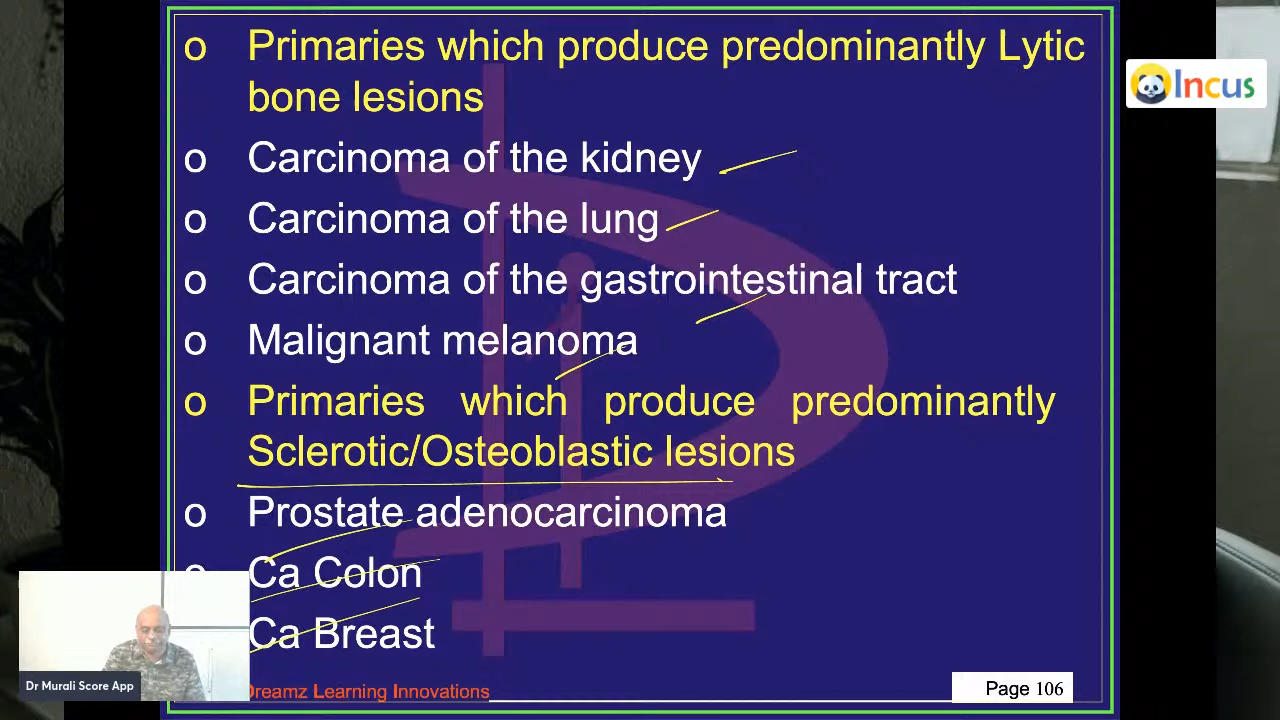 o Primaries which produce predominantly Lytic
bone lesions
o Carcinoma of the kidney
o Carcinoma of the lung
o Carcinoma of the gastrointestinal tract
o Malignant melanoma
o Primaries which produce predominantly
Sclerotic/Osteoblastic lesions
o Prostate adenocarcinoma
o Ca Colon
Ca Breast
Learning Innovations
Page 106
Incus
Dr Murali Score App